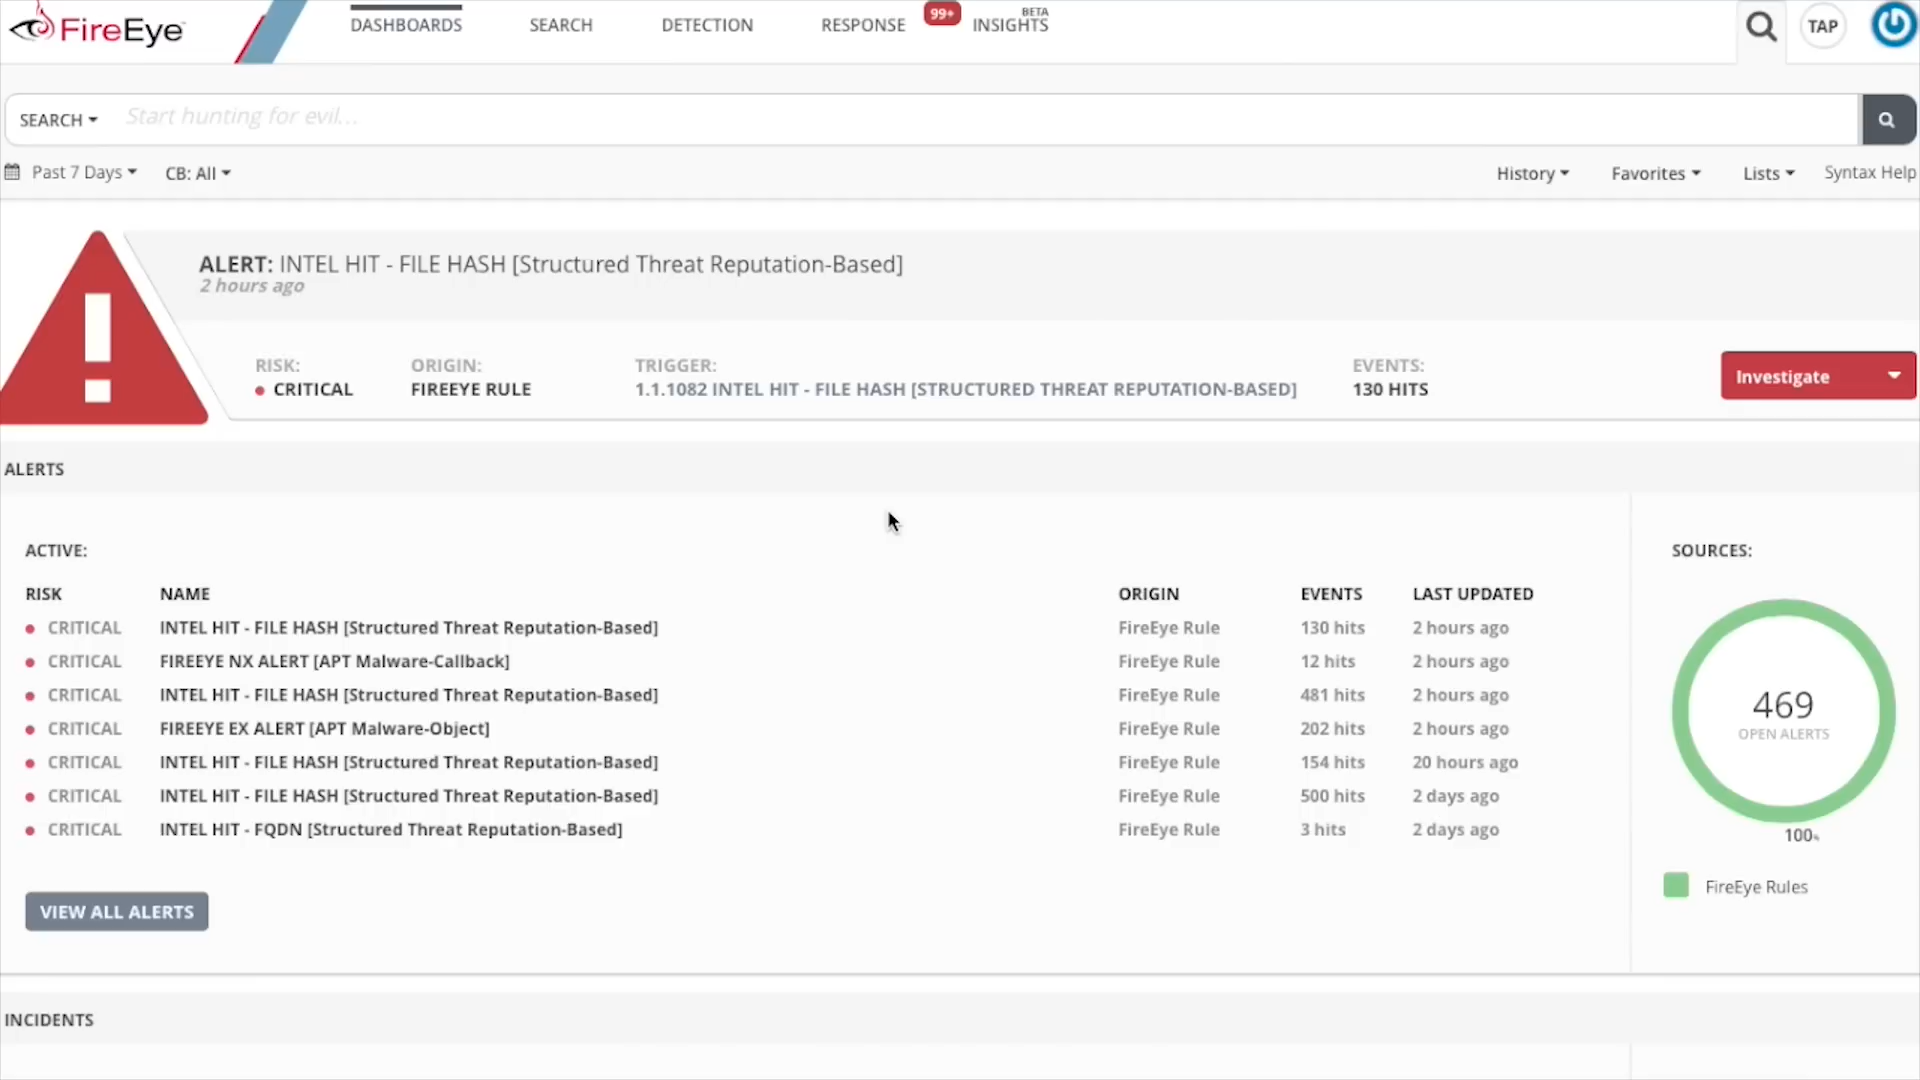 FireEye
DASHBOARDS
SEARCH
DETECTION
RESPONSE
99+
INSIGHTS
BETA
TAP
SEARCH
Start hunting for evil...
Past 7 Days
CB: All
History
Favorites
Lists
Syntax Help
ALERT: INTEL HIT - FILE HASH [Structured Threat Reputation-Based]
2 hours ago
RISK: ORIGIN: TRIGGER: EVENTS:
CRITICAL FIREEYE RULE 1.1.1082 INTEL HIT - FILE HASH [STRUCTURED THREAT REPUTATION-BASED] 130 HITS
Investigate
ALERTS
ACTIVE:
RISK NAME ORIGIN EVENTS LAST UPDATED
CRITICAL INTEL HIT - FILE HASH [Structured Threat Reputation-Based] FireEye Rule 130 hits 2 hours ago
CRITICAL FIREEYE NX ALERT [APT Malware-Callback] FireEye Rule 12 hits 2 hours ago
CRITICAL INTEL HIT - FILE HASH [Structured Threat Reputation-Based] FireEye Rule 481 hits 2 hours ago
CRITICAL FIREEYE EX ALERT [APT Malware-Object] FireEye Rule 202 hits 2 hours ago
CRITICAL INTEL HIT - FILE HASH [Structured Threat Reputation-Based] FireEye Rule 154 hits 20 hours ago
CRITICAL INTEL HIT - FILE HASH [Structured Threat Reputation-Based] FireEye Rule 500 hits 2 days ago
CRITICAL INTEL HIT - FQDN [Structured Threat Reputation-Based] FireEye Rule 3 hits 2 days ago
VIEW ALL ALERTS
SOURCES:
469
OPEN ALERTS
100%
FireEye Rules
INCIDENTS